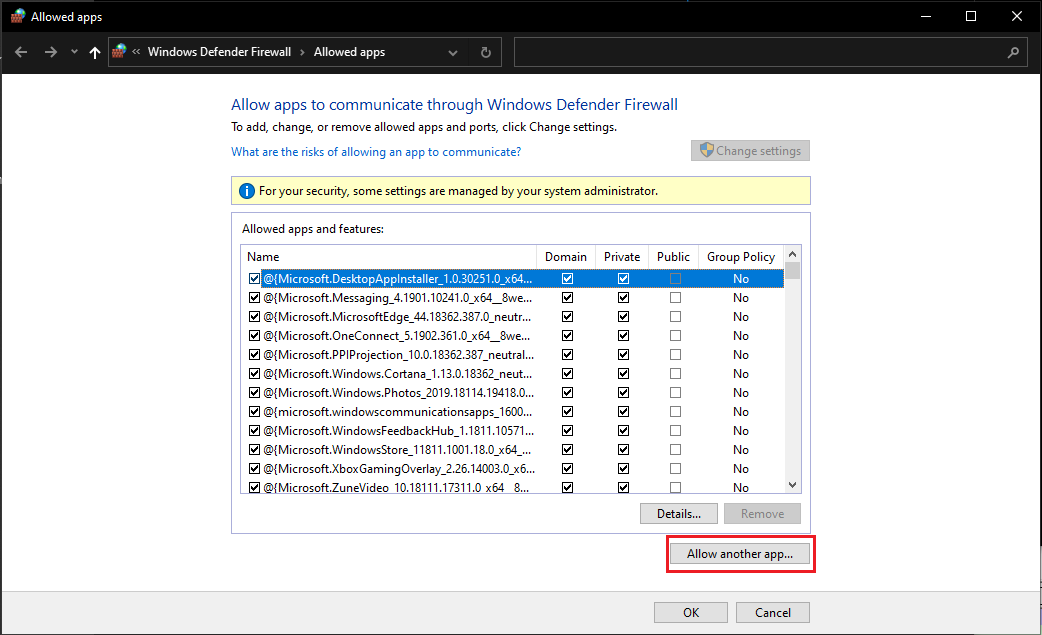 Allowed apps
« Windows Defender Firewall › Allowed apps
Allow apps to communicate through Windows Defender Firewall
To add, change, or remove allowed apps and ports, click Change settings.
What are the risks of allowing an app to communicate?
Change settings
For your security, some settings are managed by your system administrator.
Allowed apps and features:
Name Domain Private Public Group Policy
@{Microsoft.DesktopAppInstaller_1.0.30251.0_x64... No
@{Microsoft.Messaging_4.1901.10241.0_x64__8we... No
@{Microsoft.MicrosoftEdge_44.18362.387.0_neutr... No
@{Microsoft.OneConnect_5.1902.361.0_x64__8we... No
@{Microsoft.PPIProjection_10.0.18362.387_neutral... No
@{Microsoft.Windows.Cortana_1.13.0.18362_neut... No
@{Microsoft.Windows.Photos_2019.18114.19418.0... No
@{microsoft.windowscommunicationsapps_1600... No
@{Microsoft.WindowsFeedbackHub_1.1811.10571... No
@{Microsoft.WindowsStore_11811.1001.18.0_x64_... No
@{Microsoft.XboxGamingOverlay_2.26.14003.0_x6... No
@{Microsoft.ZuneVideo_10.18111.17311.0_x64__8... No
Details... Remove
Allow another app...
OK Cancel